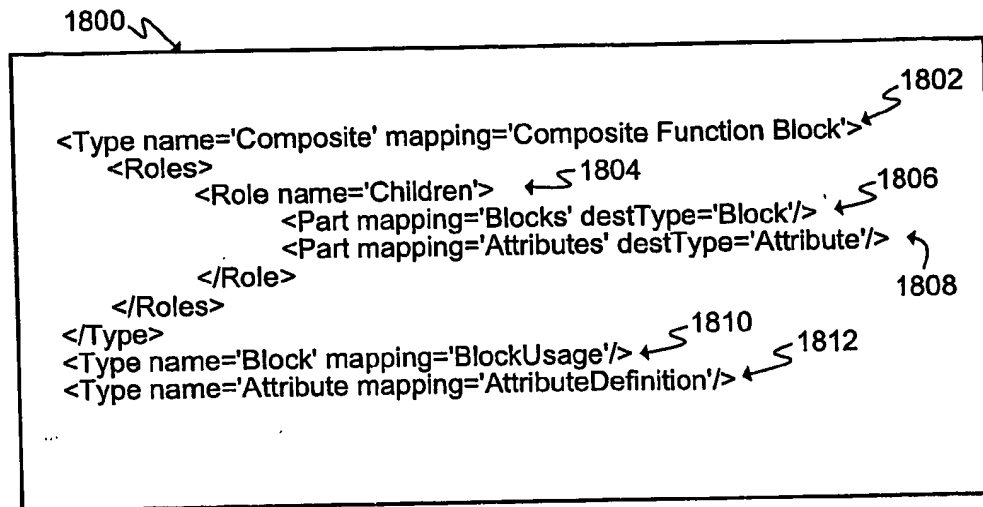 1800
<Type name='Composite' mapping='Composite Function Block'> 1802
<Roles>
<Role name='Children'> 1804
<Part mapping='Blocks' destType='Block'/> 1806
<Part mapping='Attributes' destType='Attribute'/> 1808
</Role>
</Roles>
</Type>
<Type name='Block' mapping='BlockUsage'/> 1810
<Type name='Attribute mapping='AttributeDefinition'/> 1812
...